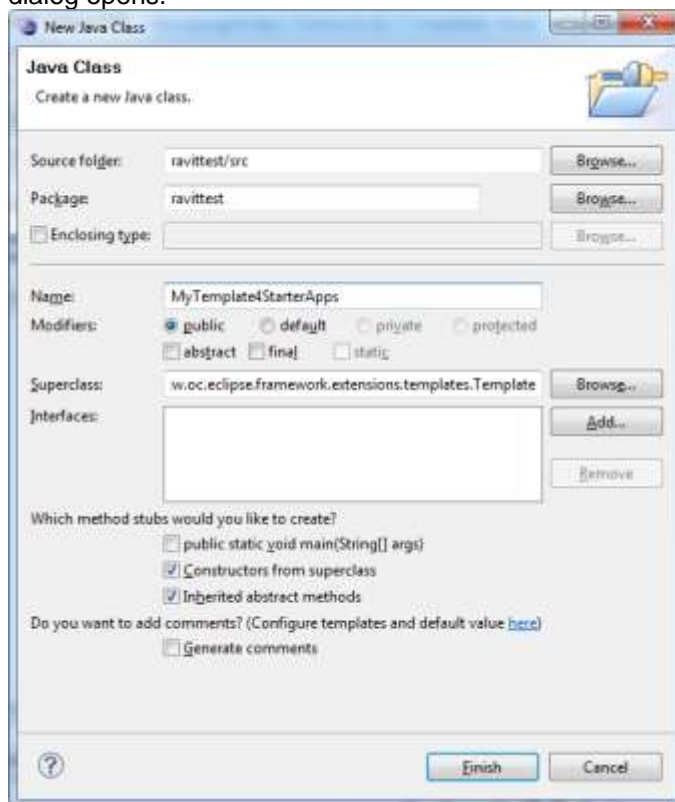 dialog opens.
New Java Class
Java Class
Create a new Java class.
Source folder: ravittest/src Browse...
Package: ravittest Browse...
Enclosing type: Browse...
Name: MyTemplate4StarterApps
Modifiers: public default private protected
abstract final static
Superclass: w.oc.eclipse.framework.extensions.templates.Template Browse...
Interfaces: Add...
Remove
Which method stubs would you like to create?
public static void main(String[] args)
Constructors from superclass
Inherited abstract methods
Do you want to add comments? (Configure templates and default value here)
Generate comments
Finish Cancel